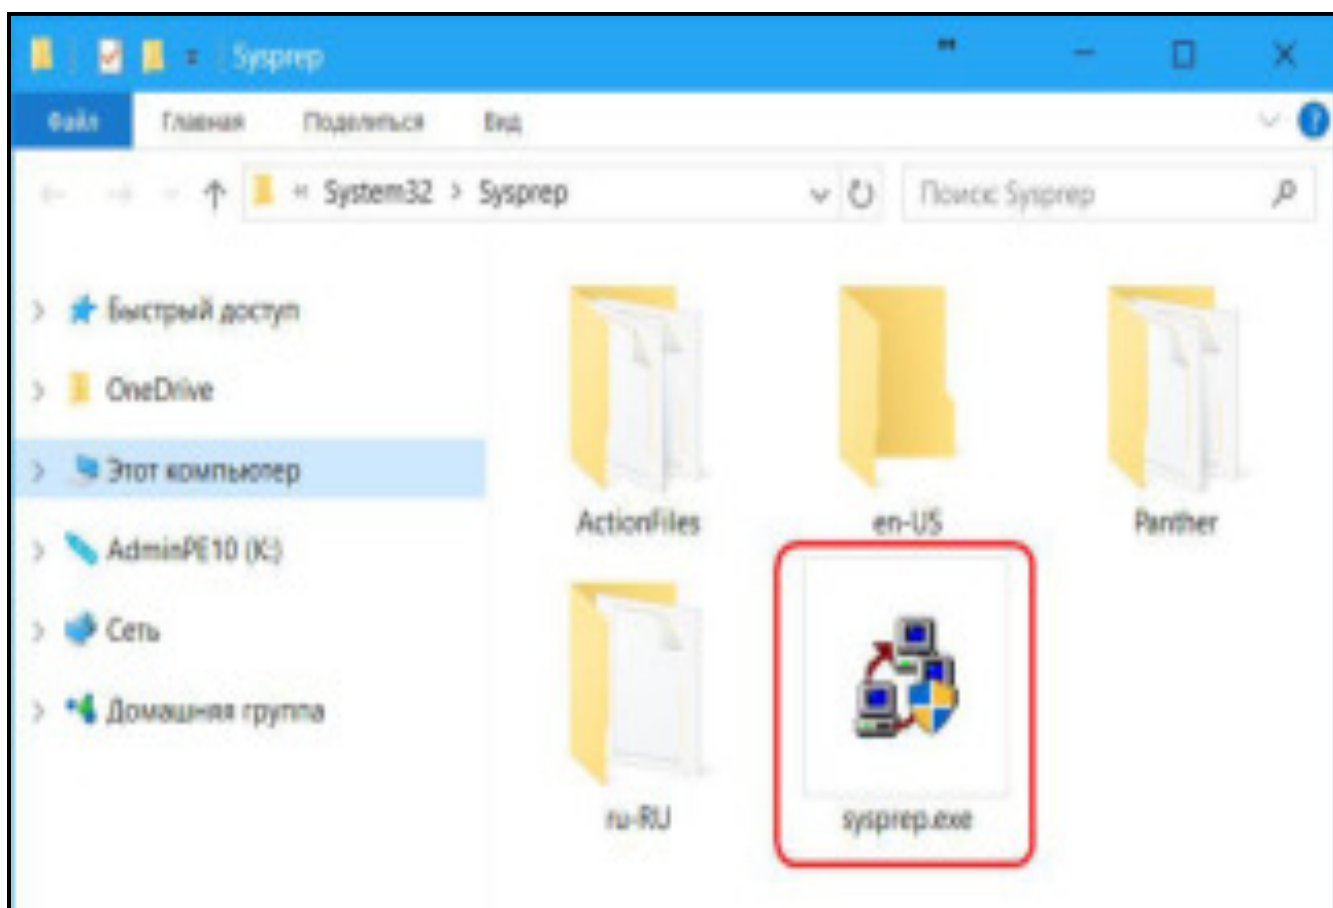 Sysprep
Файл Главная Поделиться Вид
« System32 > Sysprep Поиск: Sysprep
Быстрый доступ
OneDrive
Этот компьютер
AdminPE10 (K:)
Сеть
Домашняя группа
ActionFiles en-US Panther
ru-RU sysprep.exe